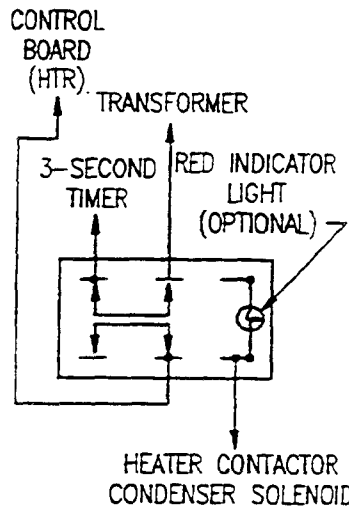 CONTROL
BOARD
(HTR)
TRANSFORMER
3-SECOND
TIMER
RED INDICATOR
LIGHT
(OPTIONAL)
HEATER CONTACTOR
CONDENSER SOLENOID